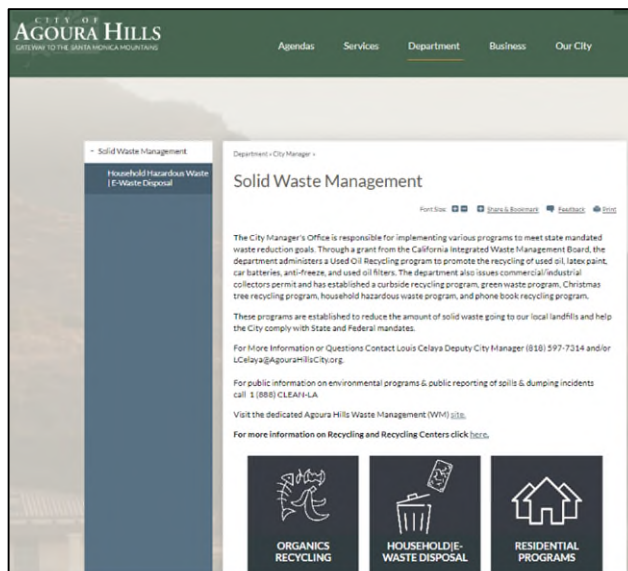 CITY OF
AGOURA HILLS
GATEWAY TO THE SANTA MONICA MOUNTAINS
Agendas Services Department Business Our City
- Solid Waste Management
Household Hazardous Waste
| E-Waste Disposal
Department » City Manager »
Solid Waste Management
Font Size: + - + Share & Bookmark Feedback Print
The City Manager's Office is responsible for implementing various programs to meet state mandated
waste reduction goals. Through a grant from the California Integrated Waste Management Board, the
department administers a Used Oil Recycling program to promote the recycling of used oil, latex paint,
car batteries, anti-freeze, and used oil filters. The department also issues commercial/industrial
collectors permit and has established a curbside recycling program, green waste program, Christmas
tree recycling program, household hazardous waste program, and phone book recycling program.
These programs are established to reduce the amount of solid waste going to our local landfills and help
the City comply with State and Federal mandates.
For More Information or Questions Contact Louis Celaya Deputy City Manager (818) 597-7314 and/or
LCelaya@AgouraHillsCity.org.
For public information on environmental programs & public reporting of spills & dumping incidents
call 1 (888) CLEAN-LA
Visit the dedicated Agoura Hills Waste Management (WM) site.
For more information on Recycling and Recycling Centers click here.
ORGANICS
RECYCLING
HOUSEHOLD|E-
WASTE DISPOSAL
RESIDENTIAL
PROGRAMS